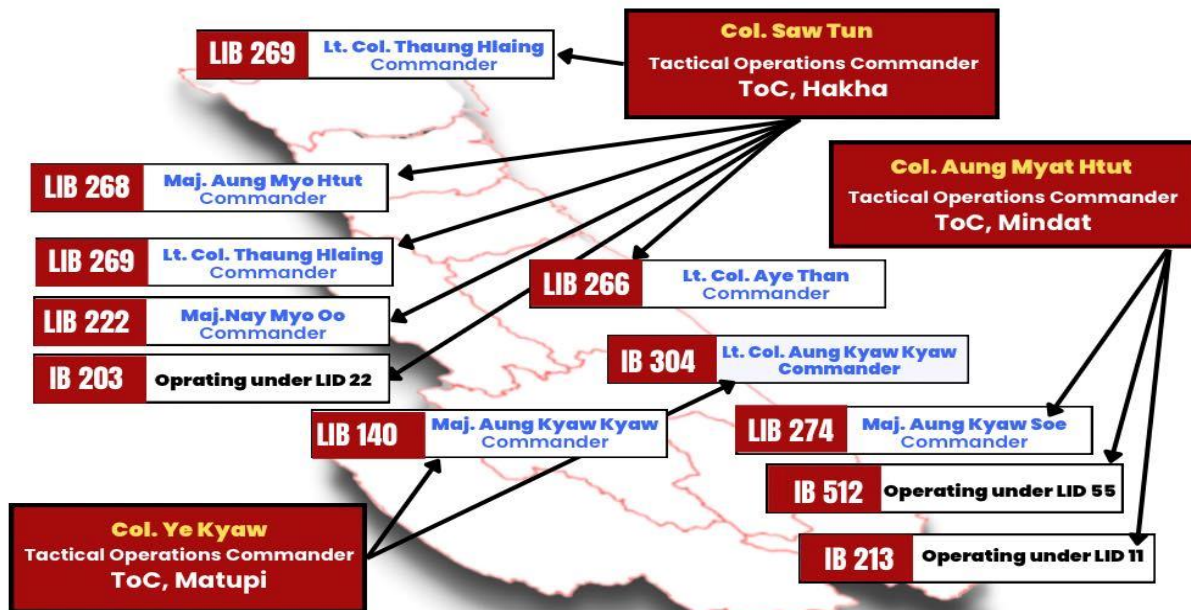 Col. Saw Tun
Tactical Operations Commander
ToC, Hakha
LIB 269
Lt. Col. Thaung Hlaing
Commander
Col. Aung Myat Htut
Tactical Operations Commander
ToC, Mindat
LIB 268
Maj. Aung Myo Htut
Commander
LIB 269
Lt. Col. Thaung Hlaing
Commander
LIB 266
Lt. Col. Aye Than
Commander
LIB 222
Maj.Nay Myo Oo
Commander
IB 203
Oprating under LID 22
IB 304
Lt. Col. Aung Kyaw Kyaw
Commander
LIB 140
Maj. Aung Kyaw Kyaw
Commander
LIB 274
Maj. Aung Kyaw Soe
Commander
IB 512
Operating under LID 55
IB 213
Operating under LID 11
Col. Ye Kyaw
Tactical Operations Commander
ToC, Matupi